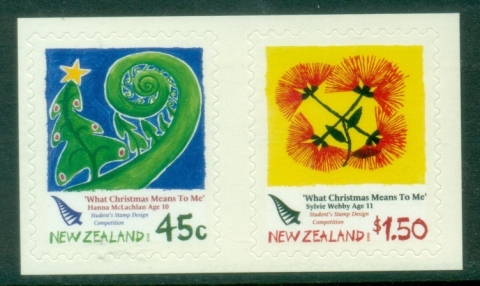 'What Christmas Means To Me'
Hanna McLachlan Age 10
Student's Stamp Design
Competition
NEW ZEALAND 45c
'What Christmas Means To Me'
Sylvie Webby Age 11
Student's Stamp Design
Competition
NEW ZEALAND $1.50